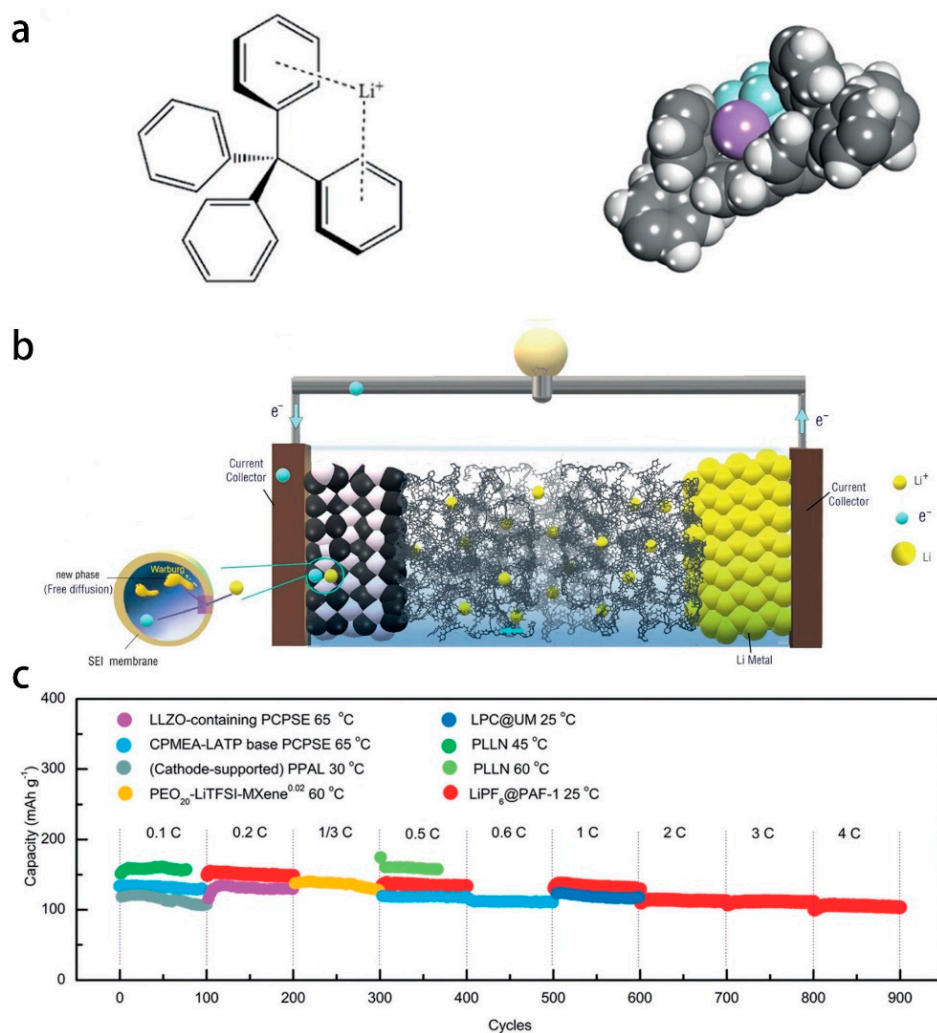 a
Li⁺
b
e⁻
e⁻
Current
Collector
Current
Collector
Li⁺
e⁻
Li
Warburg
new phase
(Free diffusion)
SEI membrane
Li Metal
c
400
300
200
100
0
Capacity (mAh g⁻¹)
LLZO-containing PCPSE 65 °C
CPMEA-LATP base PCPSE 65 °C
(Cathode-supported) PPAL 30 °C
PEO₂₀-LiTFSI-MXene⁰·⁰² 60 °C
LPC@UM 25 °C
PLLN 45 °C
PLLN 60 °C
LiPF₆@PAF-1 25 °C
0.1 C 0.2 C 1/3 C 0.5 C 0.6 C 1 C 2 C 3 C 4 C
0 100 200 300 400 500 600 700 800 900
Cycles